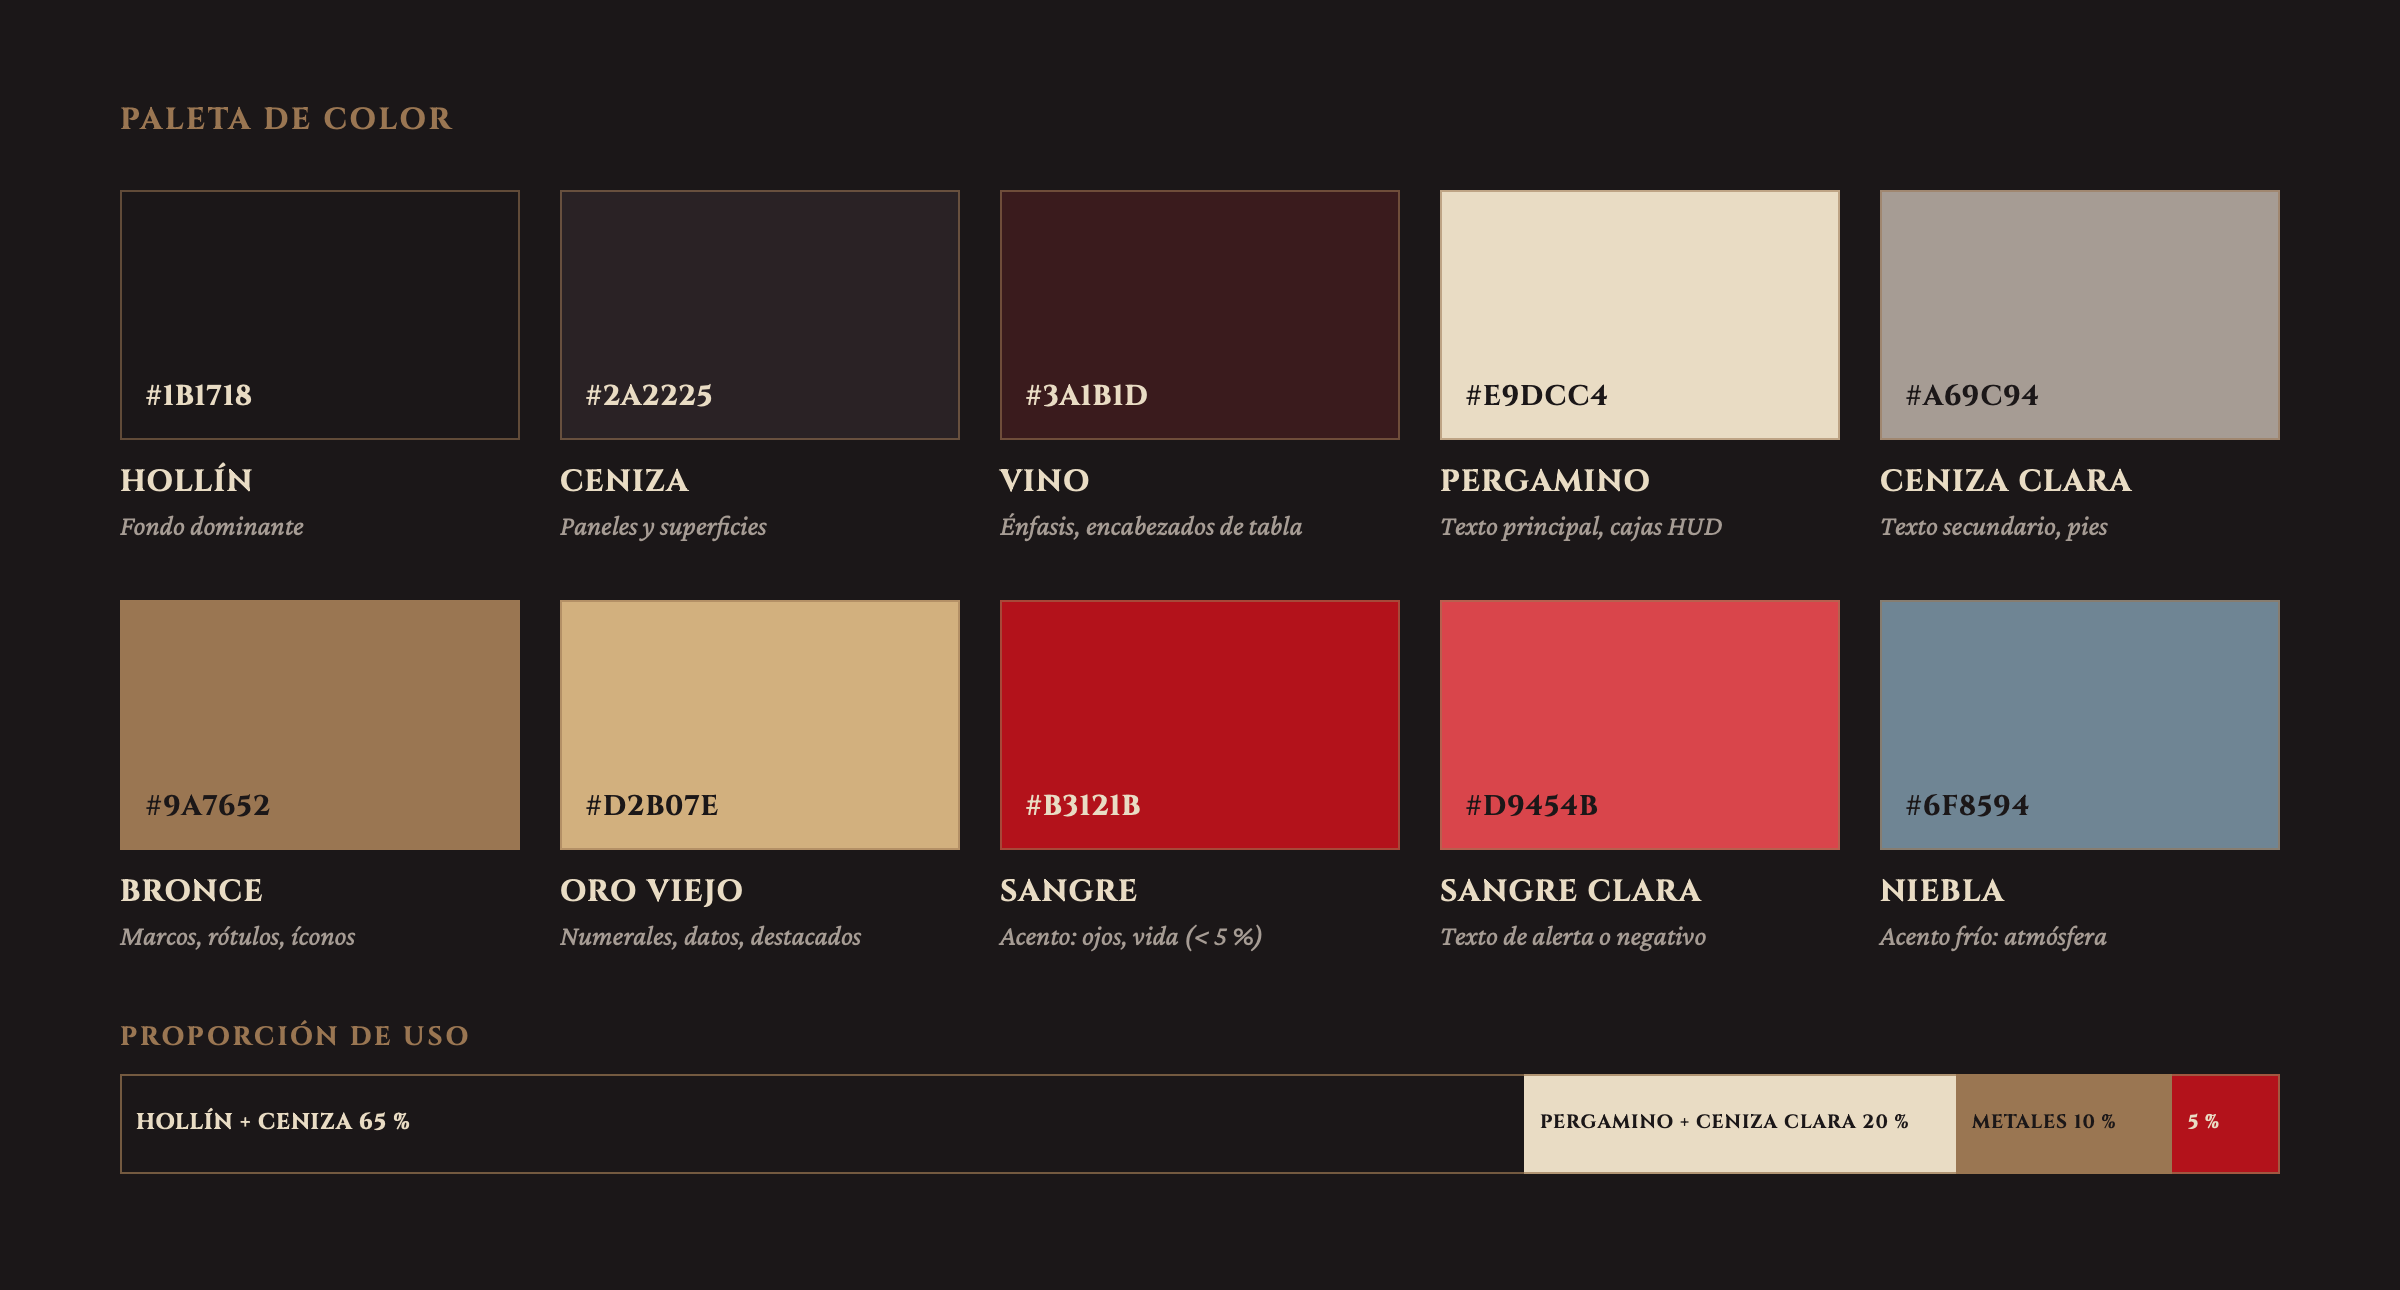 PALETA DE COLOR
#1B1718
#2A2225
#3A1B1D
#E9DCC4
#A69C94
HOLLÍN
CENIZA
VINO
PERGAMINO
CENIZA CLARA
Fondo dominante
Paneles y superficies
Énfasis, encabezados de tabla
Texto principal, cajas HUD
Texto secundario, pies
#9A7652
#D2B07E
#B3121B
#D9454B
#6F8594
BRONCE
ORO VIEJO
SANGRE
SANGRE CLARA
NIEBLA
Marcos, rótulos, íconos
Numerales, datos, destacados
Acento: ojos, vida (< 5 %)
Texto de alerta o negativo
Acento frío: atmósfera
PROPORCIÓN DE USO
HOLLÍN + CENIZA 65 %
PERGAMINO + CENIZA CLARA 20 %
METALES 10 %
5 %